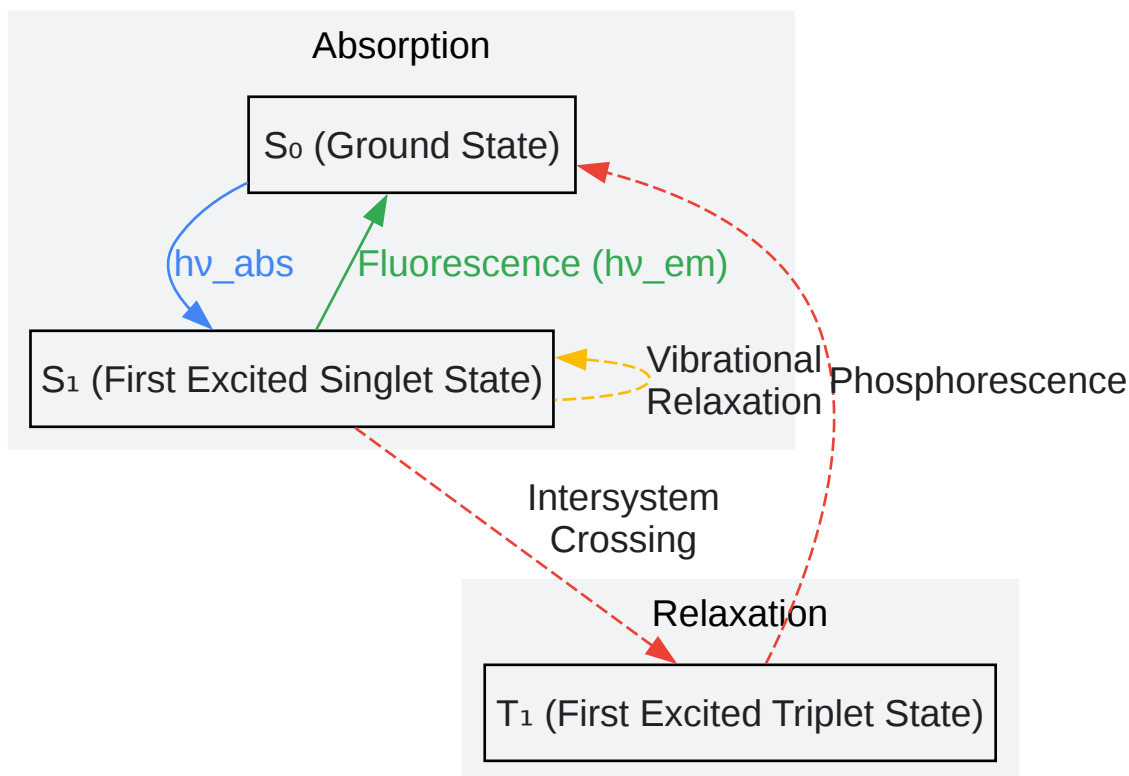 Absorption
S₀ (Ground State)
hν_abs
Fluorescence (hν_em)
S₁ (First Excited Singlet State)
Vibrational
Relaxation
Phosphorescence
Intersystem
Crossing
Relaxation
T₁ (First Excited Triplet State)